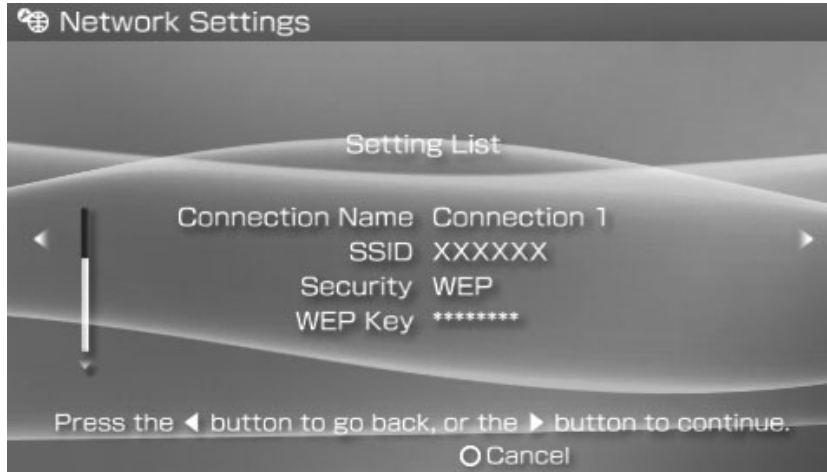 Network Settings
Setting List
Connection Name Connection 1
SSID XXXXXX
Security WEP
WEP Key ********
Press the ◀ button to go back, or the ▶ button to continue.
Cancel